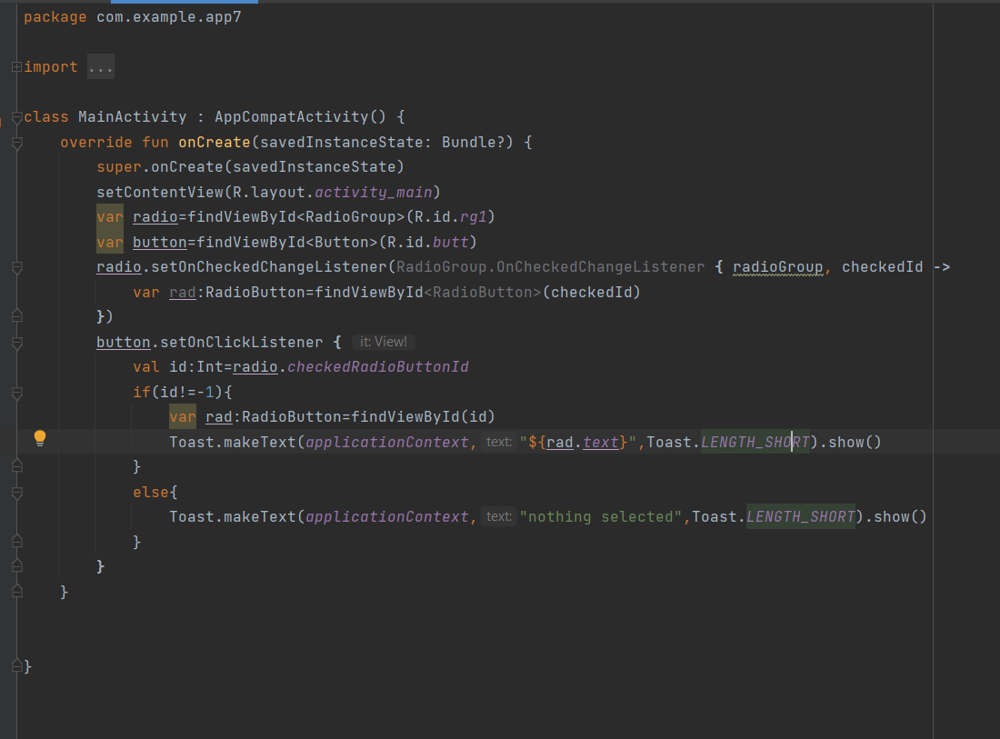 package com.example.app7
import ...
class MainActivity : AppCompatActivity() {
override fun onCreate(savedInstanceState: Bundle?) {
super.onCreate(savedInstanceState)
setContentView(R.layout.activity_main)
var radio=findViewById<RadioGroup>(R.id.rg1)
var button=findViewById<Button>(R.id.butt)
radio.setOnCheckedChangeListener(RadioGroup.OnCheckedChangeListener { radioGroup, checkedId ->
var rad:RadioButton=findViewById<RadioButton>(checkedId)
})
button.setOnClickListener { it: View!
val id:Int=radio.checkedRadioButtonId
if(id!=-1){
var rad:RadioButton=findViewById(id)
Toast.makeText(applicationContext, text: "${rad.text}",Toast.LENGTH_SHORT).show()
}
else{
Toast.makeText(applicationContext, text: "nothing selected",Toast.LENGTH_SHORT).show()
}
}
}
}